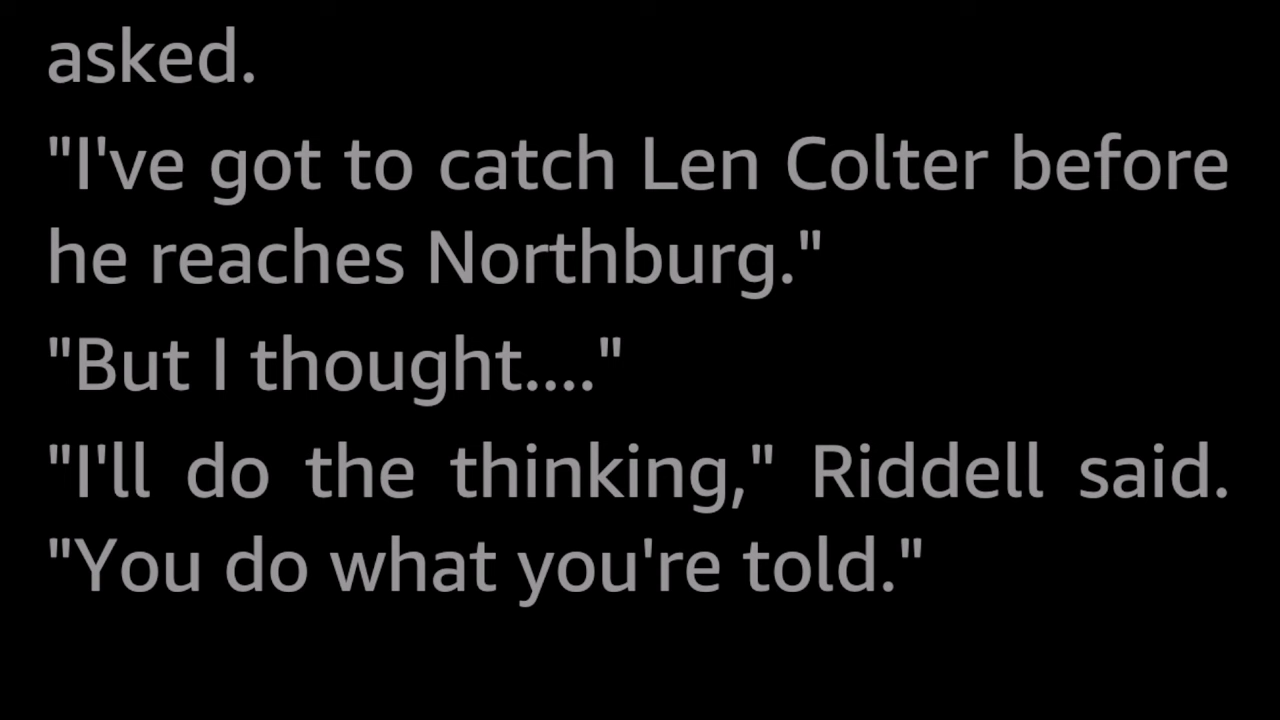 asked.
"I've got to catch Len Colter before
he reaches Northburg."
"But I thought...."
"I'll do the thinking," Riddell said.
"You do what you're told."